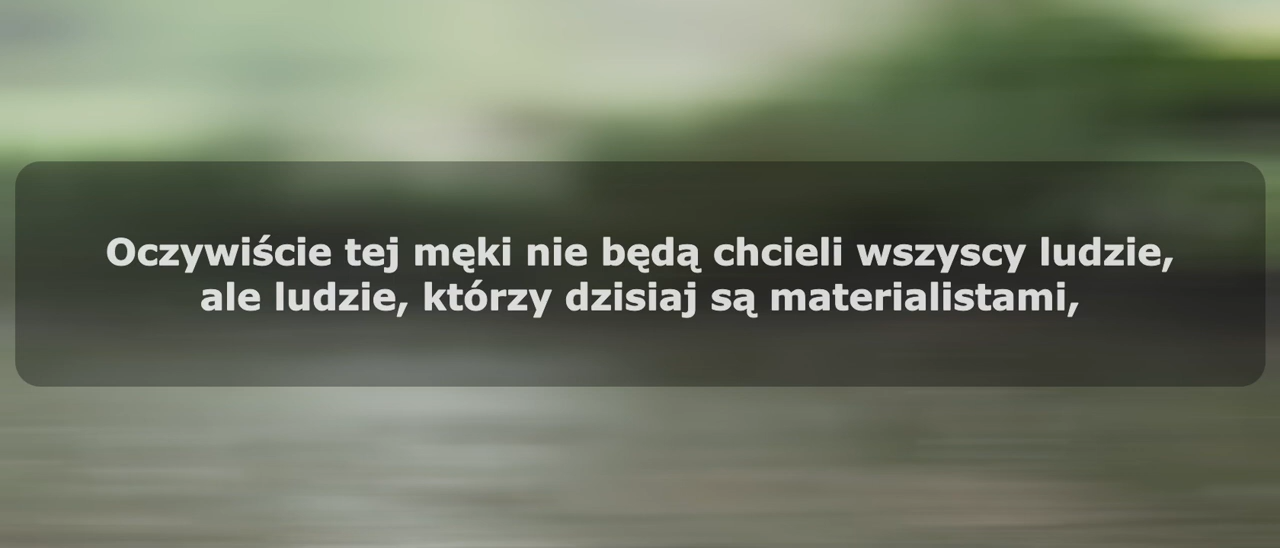 Oczywiście tej męki nie będą chcieli wszyscy ludzie,
ale ludzie, którzy dzisiaj są materialistami,